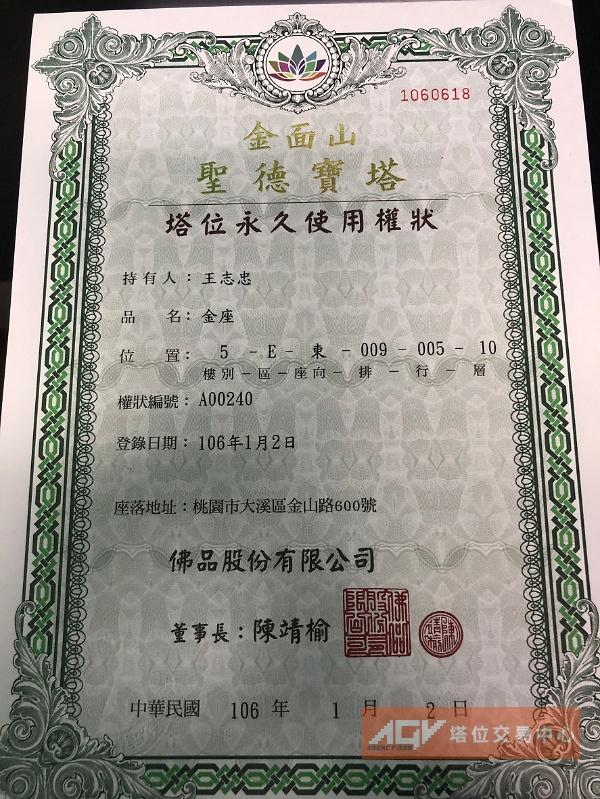 1060618
金面山
聖德寶塔
塔位永久使用權狀
持有人：王志忠
品　名：金座
位　置：5 - E - 東 - 009 - 005 - 10
樓別 - 區 - 座向 - 排 - 行 - 層
權狀編號：A00240
登錄日期：106年1月2日
座落地址：桃園市大溪區金山路600號
佛品股份有限公司
董事長：陳靖榆
中華民國 106 年 1 月 2 日
AGV 塔位交易中心
AGENCY 395